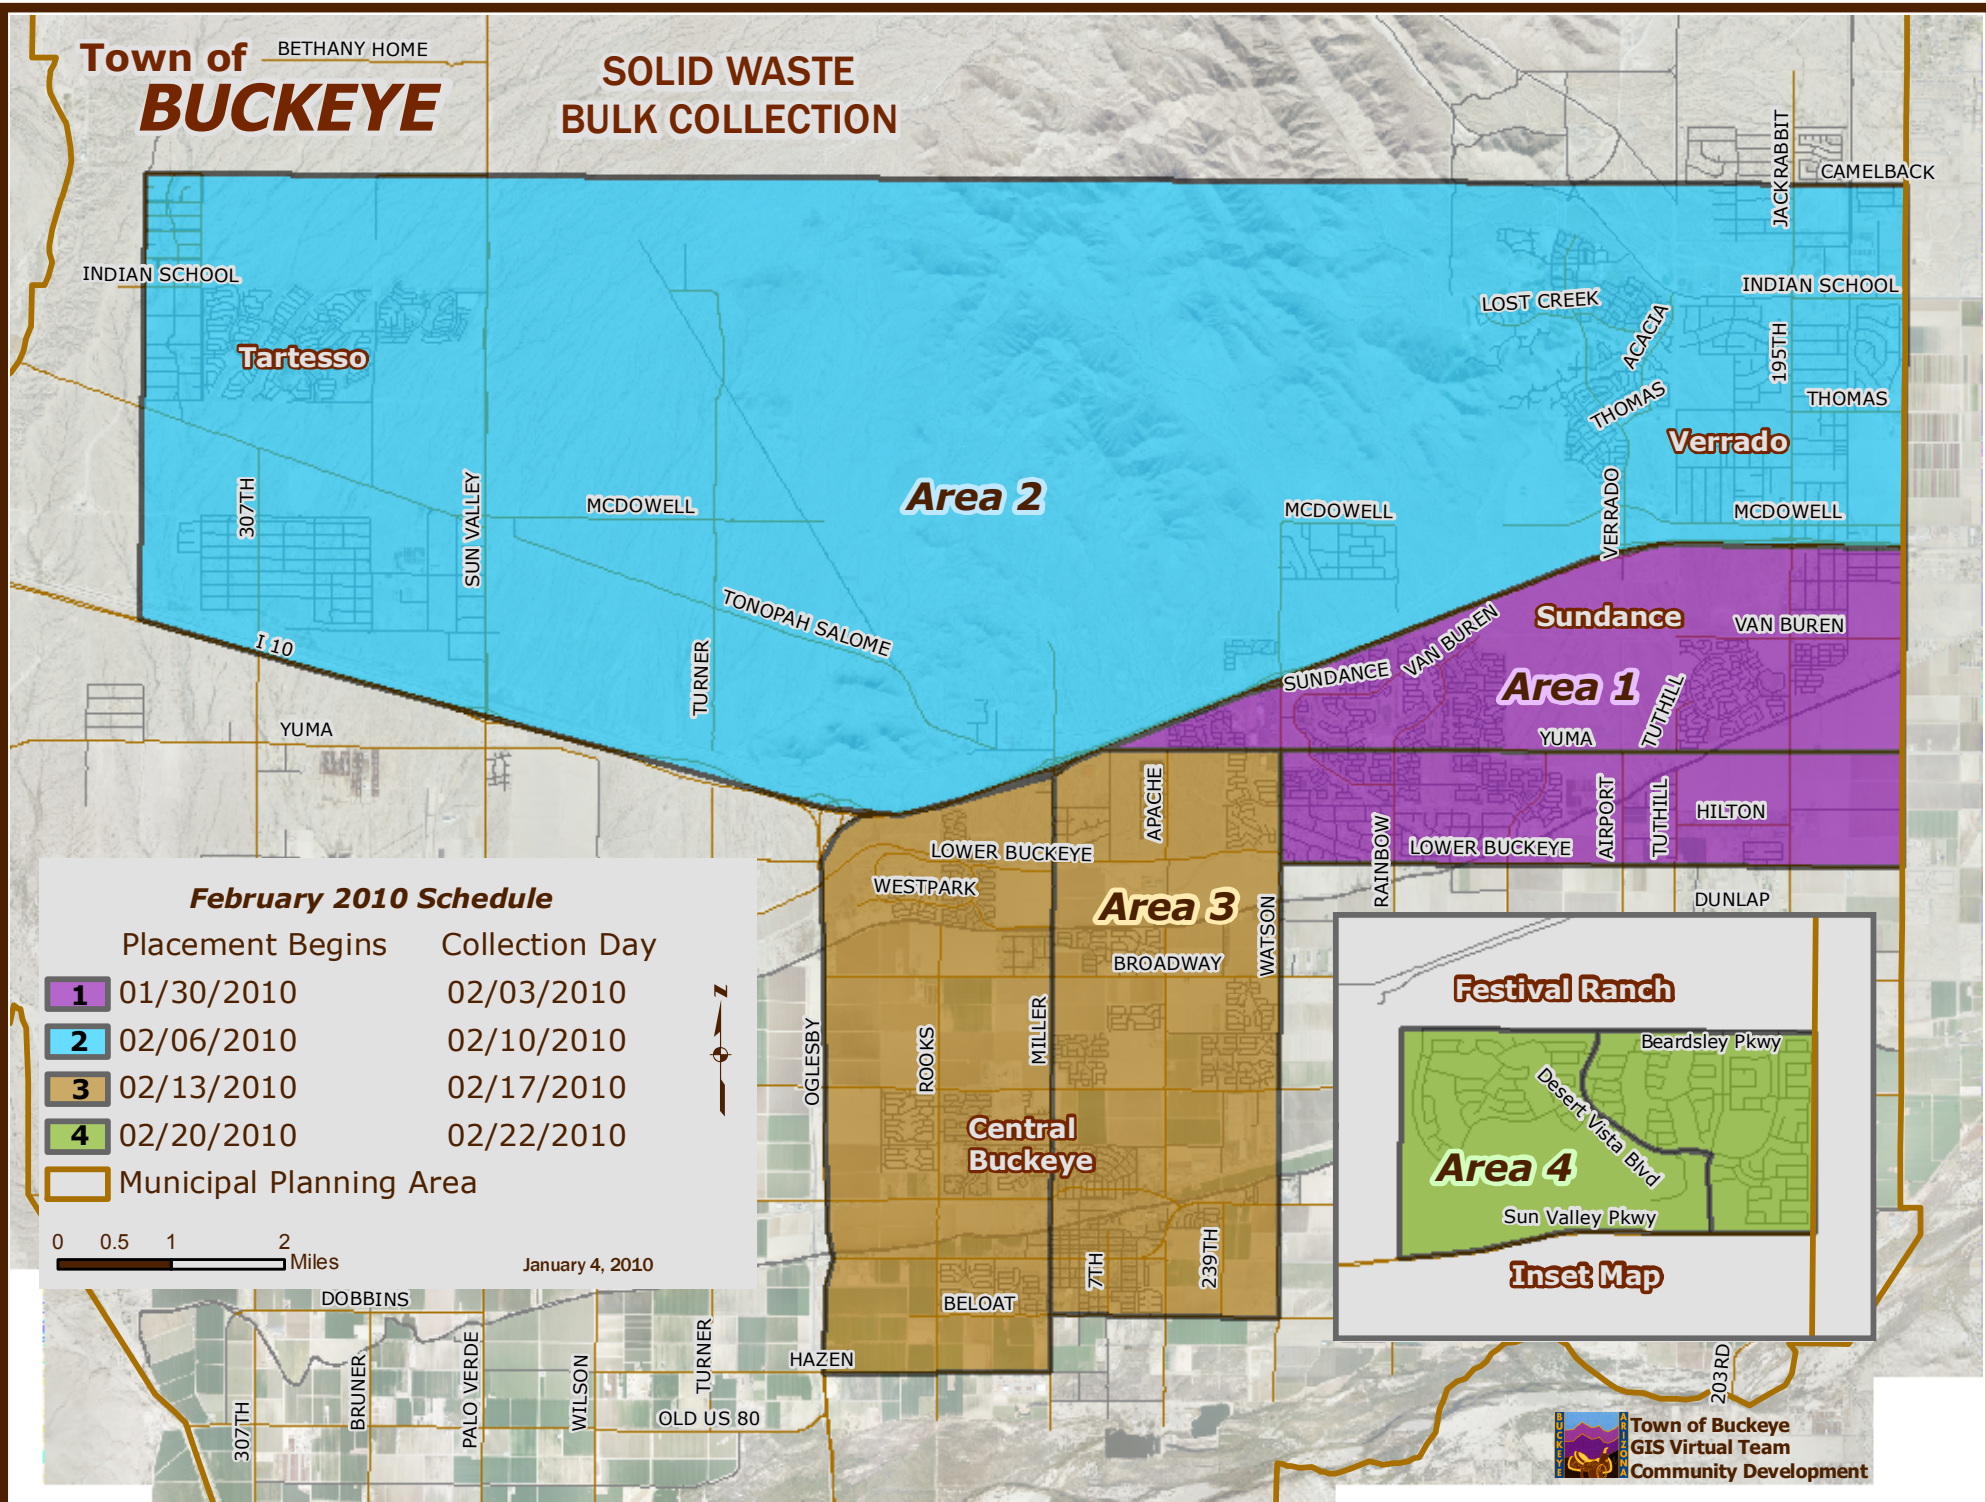 Town of
BUCKEYE
SOLID WASTE
BULK COLLECTION
BETHANY HOME
JACKRABBIT
CAMELBACK
INDIAN SCHOOL
INDIAN SCHOOL
LOST CREEK
ACACIA
195TH
Tartesso
THOMAS
THOMAS
Verrado
307TH
SUN VALLEY
MCDOWELL
Area 2
MCDOWELL
VERRADO
MCDOWELL
I 10
TURNER
TONOPAH SALOME
SUNDANCE
VAN BUREN
Sundance
VAN BUREN
Area 1
TUTHILL
YUMA
YUMA
APACHE
RAINBOW
AIRPORT
TUTHILL
HILTON
LOWER BUCKEYE
LOWER BUCKEYE
WESTPARK
Area 3
WATSON
DUNLAP
BROADWAY
OGLESBY
ROOKS
MILLER
Central
Buckeye
7TH
239TH
BELOAT
HAZEN
February 2010 Schedule
Placement Begins Collection Day
1 01/30/2010 02/03/2010
2 02/06/2010 02/10/2010
3 02/13/2010 02/17/2010
4 02/20/2010 02/22/2010
Municipal Planning Area
0 0.5 1 2
Miles
January 4, 2010
z
Festival Ranch
Beardsley Pkwy
Desert Vista Blvd
Area 4
Sun Valley Pkwy
Inset Map
DOBBINS
307TH
BRUNER
PALO VERDE
WILSON
TURNER
OLD US 80
203RD
BUCKEYE
ARIZONA
Town of Buckeye
GIS Virtual Team
Community Development